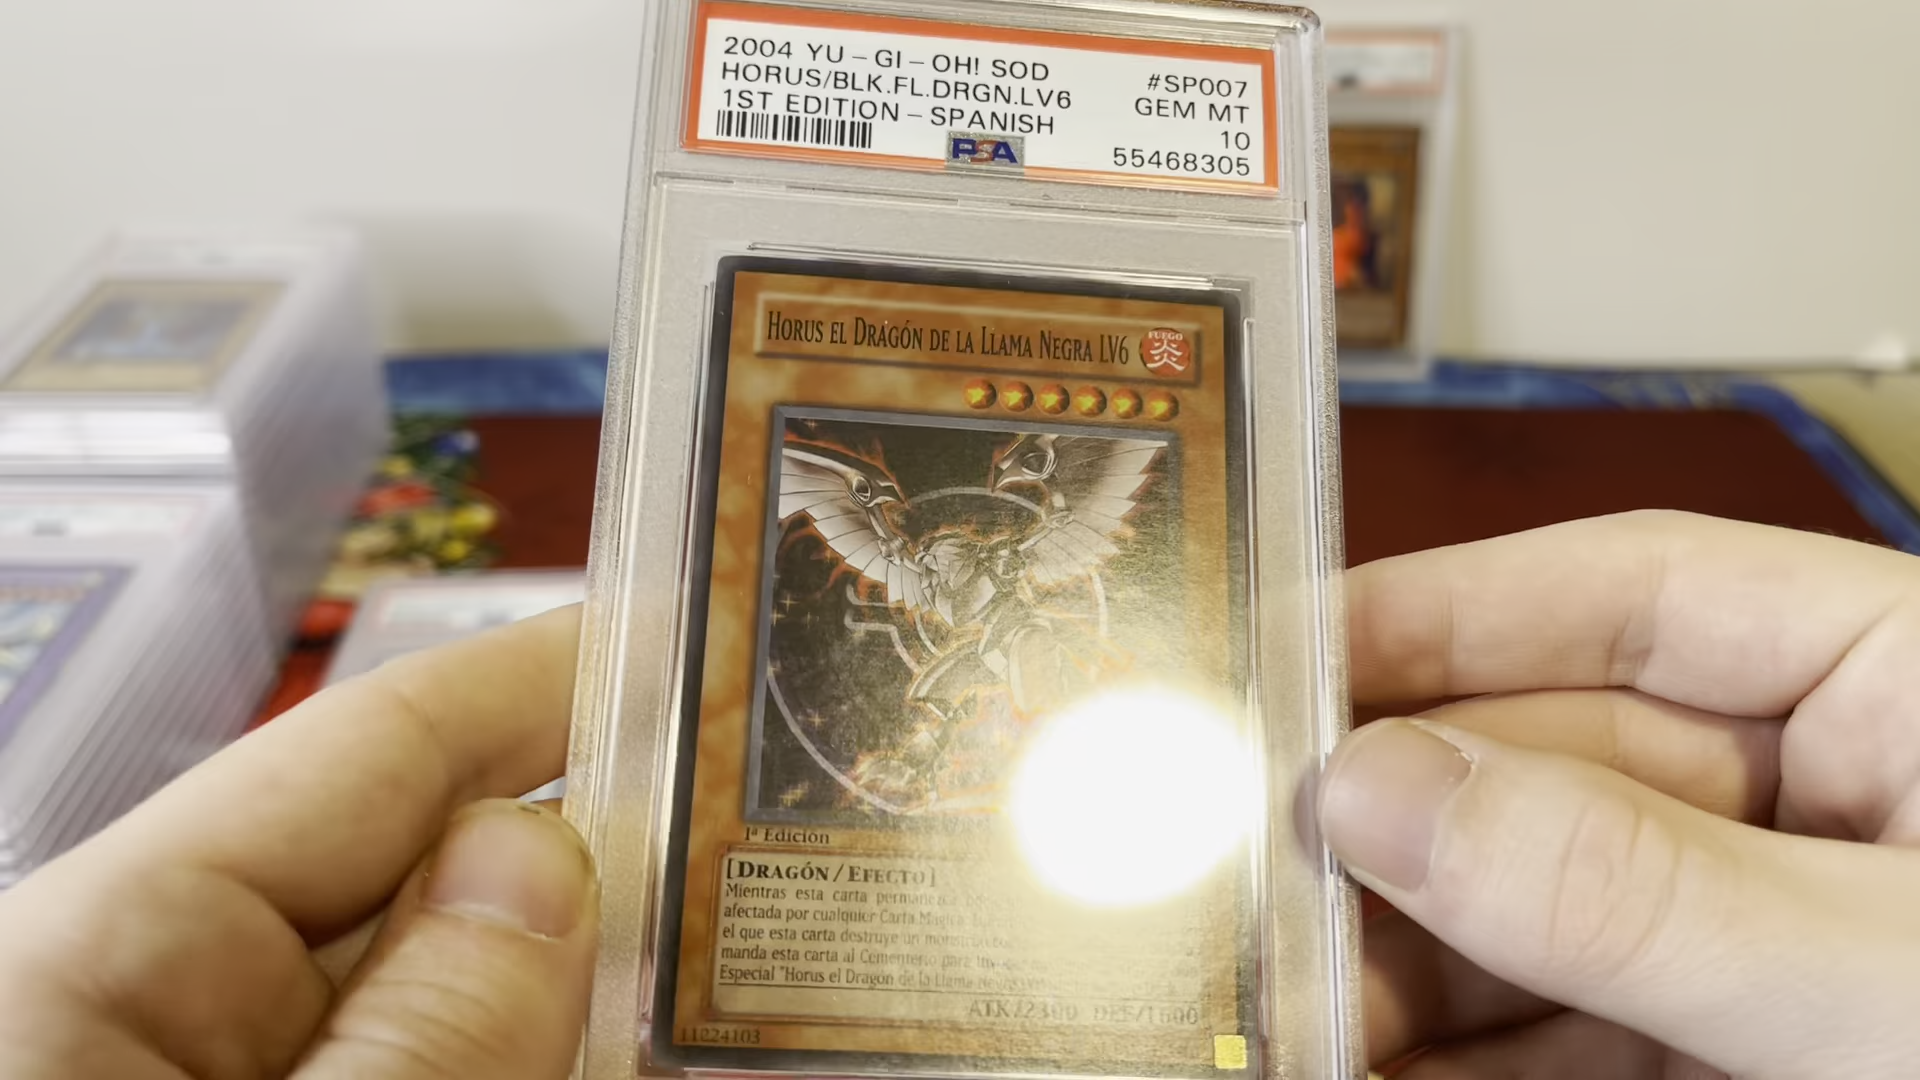 2004 YU-GI-OH! SOD
HORUS/BLK.FL.DRGN.LV6
1ST EDITION - SPANISH
#SP007
GEM MT
10
55468305
PSA
HORUS EL DRAGÓN DE LA LLAMA NEGRA LV6
FUEGO
炎
1ª Edición
[DRAGÓN/EFECTO]
Mientras esta carta permanezca
afectada por cualquier Carta Mágica.
el que esta carta destruye un monstruo
manda esta carta al Cementerio para
Especial "Horus el Dragón de la Llama Negra
ATK/2300 DEF/1600
11224103